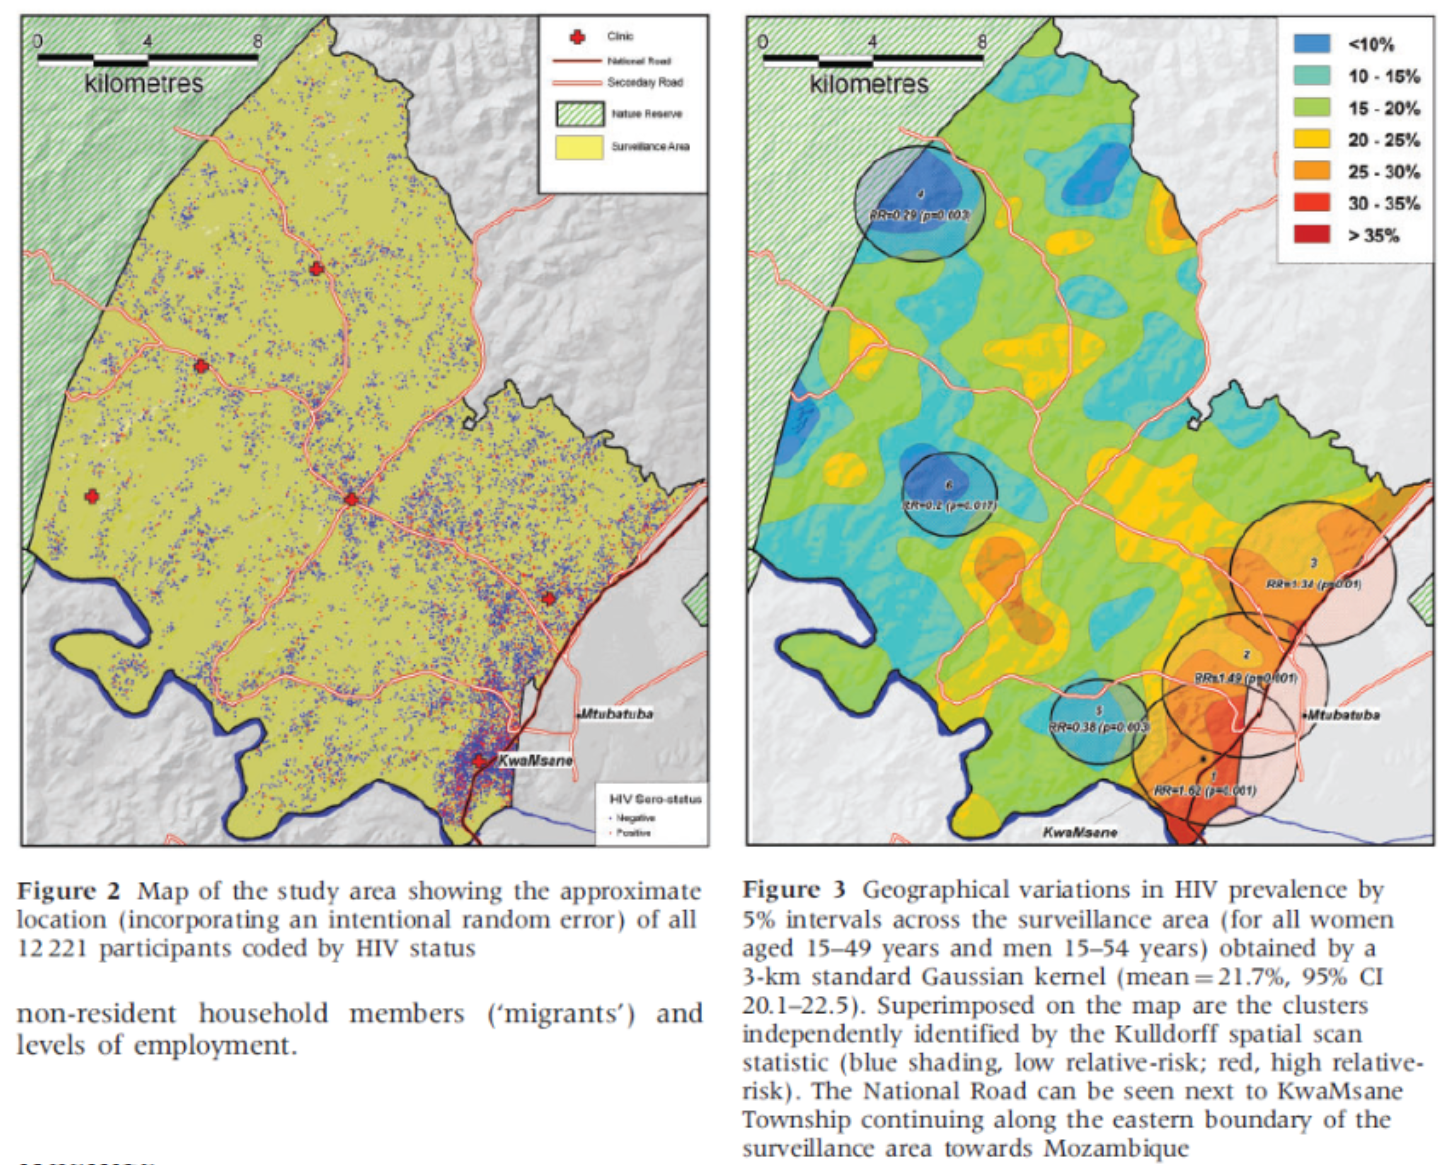 0 4 8
kilometres
Clinic
National Road
Secondary Road
Nature Reserve
Surveillance Area
Mtubatuba
KwaMsane
HIV Sero-status
Negative
Positive
Figure 2 Map of the study area showing the approximate
location (incorporating an intentional random error) of all
12 221 participants coded by HIV status
non-resident household members (‘migrants’) and
levels of employment.
0 4 8
kilometres
<10%
10 - 15%
15 - 20%
20 - 25%
25 - 30%
30 - 35%
> 35%
4
RR=0.29 (p=0.003)
6
RR=0.2 (p=0.017)
3
RR=1.34 (p=0.01)
2
RR=1.49 (p=0.001)
5
RR=0.38 (p=0.003
Mtubatuba
1
RR=1.62 (p=0.001)
KwaMsane
Figure 3 Geographical variations in HIV prevalence by
5% intervals across the surveillance area (for all women
aged 15–49 years and men 15–54 years) obtained by a
3-km standard Gaussian kernel (mean = 21.7%, 95% CI
20.1–22.5). Superimposed on the map are the clusters
independently identified by the Kulldorff spatial scan
statistic (blue shading, low relative-risk; red, high relative-
risk). The National Road can be seen next to KwaMsane
Township continuing along the eastern boundary of the
surveillance area towards Mozambique